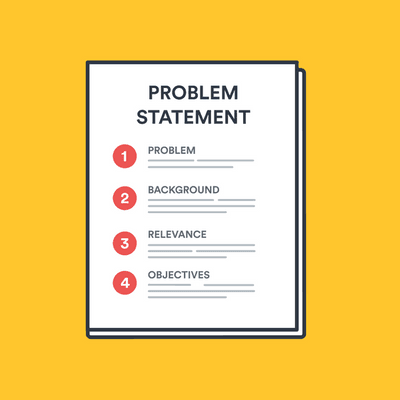 PROBLEM
STATEMENT
1 PROBLEM
2 BACKGROUND
3 RELEVANCE
4 OBJECTIVES